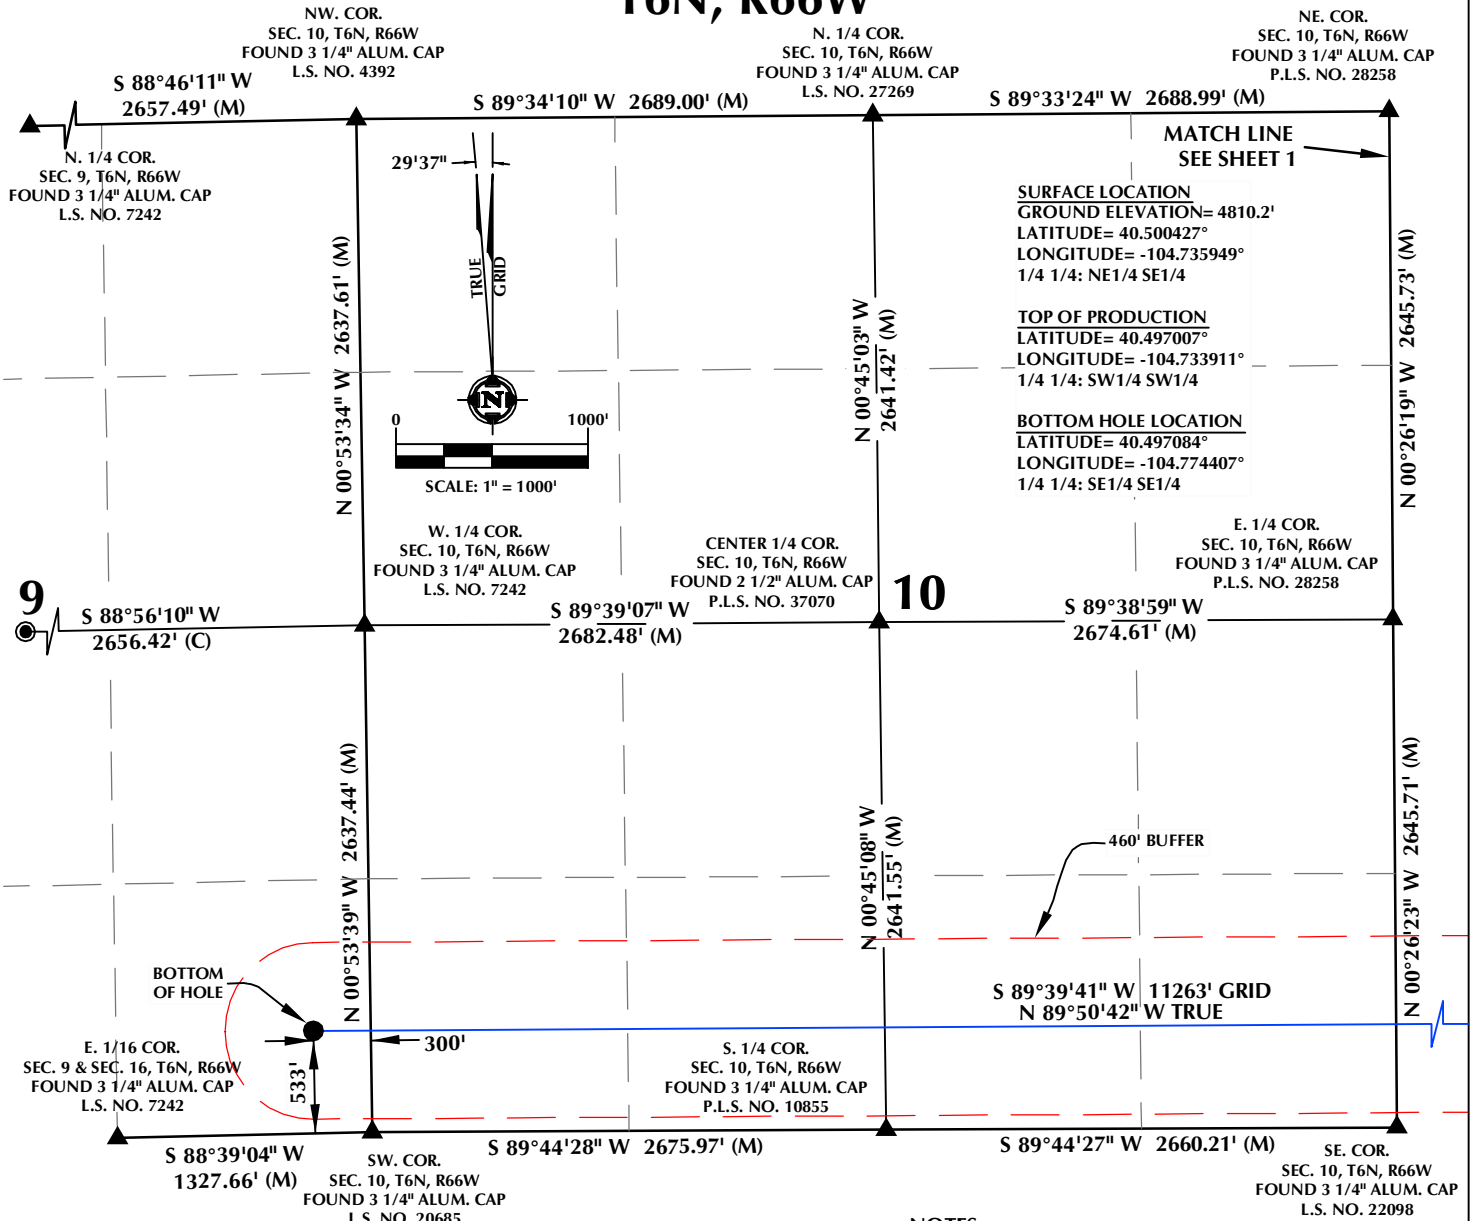 T6N, R66W
NW. COR.
SEC. 10, T6N, R66W
FOUND 3 1/4" ALUM. CAP
L.S. NO. 4392
N. 1/4 COR.
SEC. 10, T6N, R66W
FOUND 3 1/4" ALUM. CAP
L.S. NO. 27269
NE. COR.
SEC. 10, T6N, R66W
FOUND 3 1/4" ALUM. CAP
P.L.S. NO. 28258
S 88°46'11" W
2657.49' (M)
S 89°34'10" W 2689.00' (M)
S 89°33'24" W 2688.99' (M)
N. 1/4 COR.
SEC. 9, T6N, R66W
FOUND 3 1/4" ALUM. CAP
L.S. NO. 7242
29'37"
TRUE
GRID
MATCH LINE
SEE SHEET 1
SURFACE LOCATION
GROUND ELEVATION= 4810.2'
LATITUDE= 40.500427°
LONGITUDE= -104.735949°
1/4 1/4: NE1/4 SE1/4
TOP OF PRODUCTION
LATITUDE= 40.497007°
LONGITUDE= -104.733911°
1/4 1/4: SW1/4 SW1/4
BOTTOM HOLE LOCATION
LATITUDE= 40.497084°
LONGITUDE= -104.774407°
1/4 1/4: SE1/4 SE1/4
N 00°53'34" W 2637.61' (M)
N 00°45'03" W
2641.42' (M)
N 00°26'19" W 2645.73' (M)
N
0 1000'
SCALE: 1" = 1000'
W. 1/4 COR.
SEC. 10, T6N, R66W
FOUND 3 1/4" ALUM. CAP
L.S. NO. 7242
CENTER 1/4 COR.
SEC. 10, T6N, R66W
FOUND 2 1/2" ALUM. CAP
P.L.S. NO. 37070
E. 1/4 COR.
SEC. 10, T6N, R66W
FOUND 3 1/4" ALUM. CAP
P.L.S. NO. 28258
9
10
S 88°56'10" W
2656.42' (C)
S 89°39'07" W
2682.48' (M)
S 89°38'59" W
2674.61' (M)
N 00°53'39" W 2637.44' (M)
N 00°45'08" W
2641.55' (M)
N 00°26'23" W 2645.71' (M)
460' BUFFER
BOTTOM
OF HOLE
S 89°39'41" W 11263' GRID
N 89°50'42" W TRUE
300'
533'
E. 1/16 COR.
SEC. 9 & SEC. 16, T6N, R66W
FOUND 3 1/4" ALUM. CAP
L.S. NO. 7242
S. 1/4 COR.
SEC. 10, T6N, R66W
FOUND 3 1/4" ALUM. CAP
P.L.S. NO. 10855
S 88°39'04" W
1327.66' (M)
S 89°44'28" W 2675.97' (M)
S 89°44'27" W 2660.21' (M)
SW. COR.
SEC. 10, T6N, R66W
FOUND 3 1/4" ALUM. CAP
L.S. NO. 20685
SE. COR.
SEC. 10, T6N, R66W
FOUND 3 1/4" ALUM. CAP
L.S. NO. 22098
NOTES